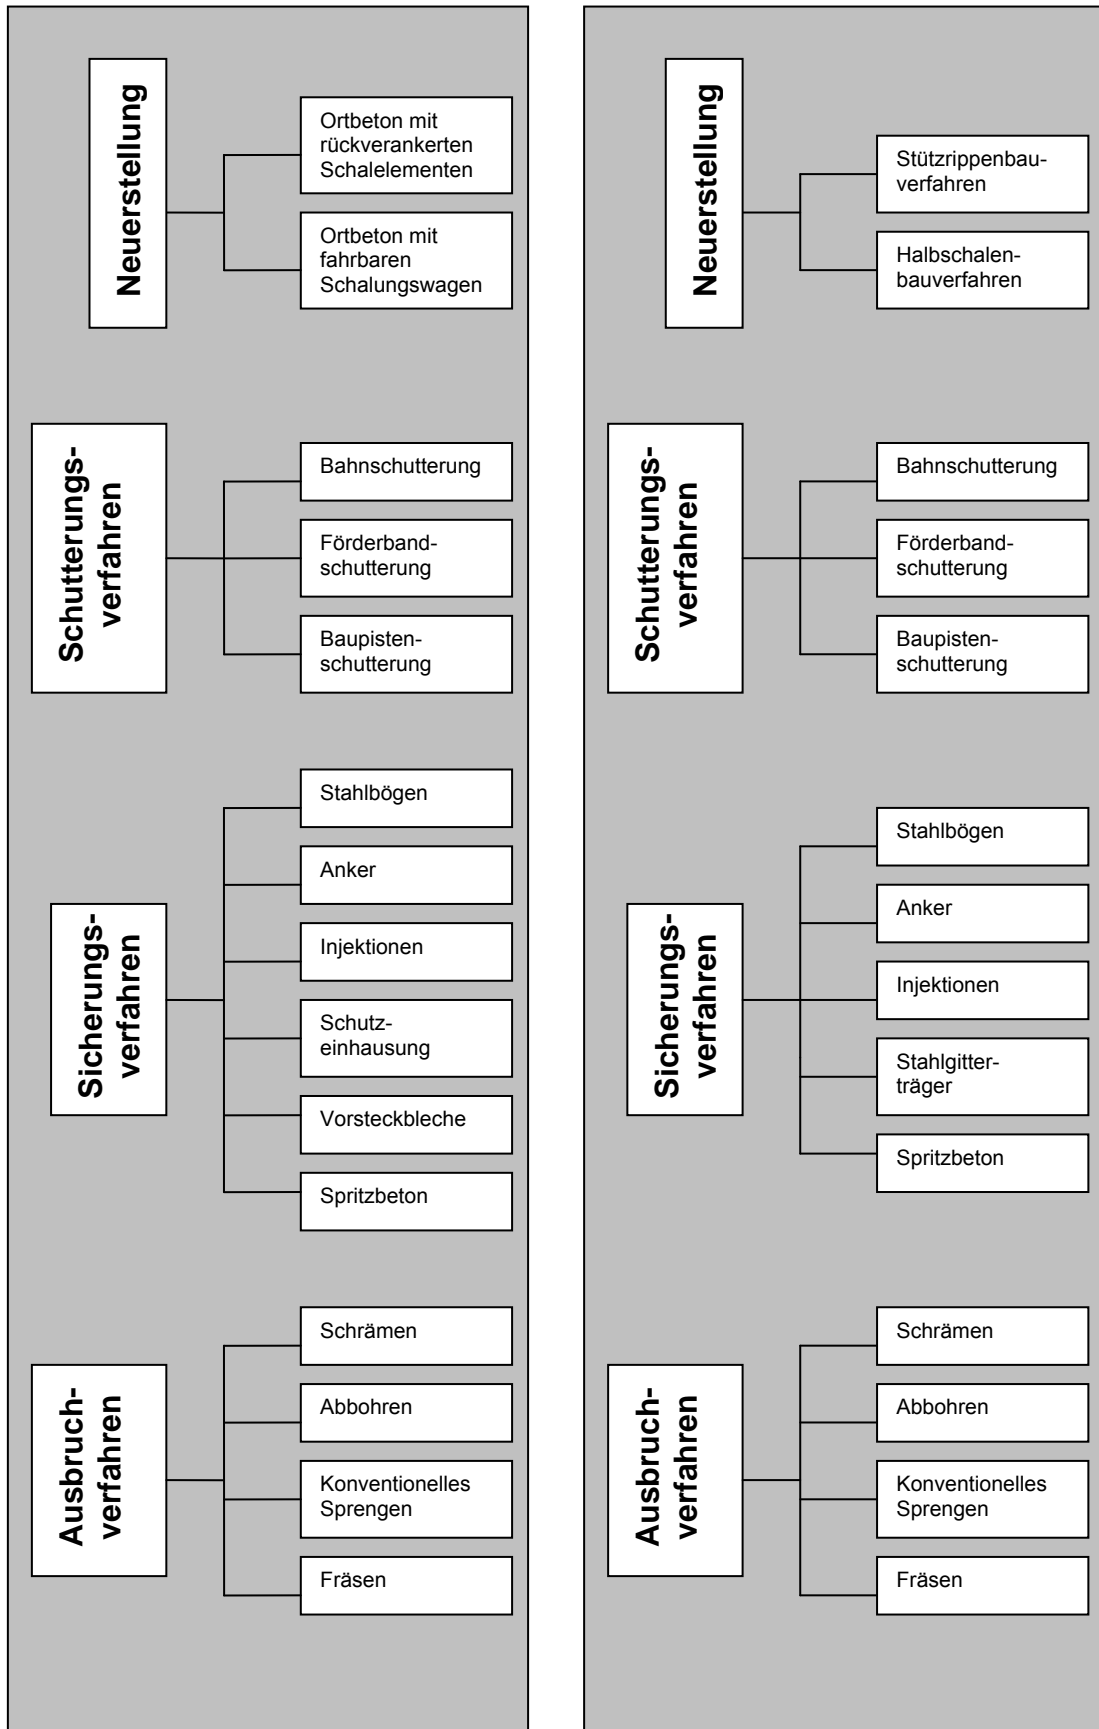 Neuerstellung
Ortbeton mit
rückverankerten
Schalelementen
Ortbeton mit
fahrbaren
Schalungswagen
Schutterungs-
verfahren
Bahnschutterung
Förderband-
schutterung
Baupisten-
schutterung
Sicherungs-
verfahren
Stahlbögen
Anker
Injektionen
Schutz-
einhausung
Vorsteckbleche
Spritzbeton
Ausbruch-
verfahren
Schrämen
Abbohren
Konventionelles
Sprengen
Fräsen
Neuerstellung
Stützrippenbau-
verfahren
Halbschalen-
bauverfahren
Schutterungs-
verfahren
Bahnschutterung
Förderband-
schutterung
Baupisten-
schutterung
Sicherungs-
verfahren
Stahlbögen
Anker
Injektionen
Stahlgitter-
träger
Spritzbeton
Ausbruch-
verfahren
Schrämen
Abbohren
Konventionelles
Sprengen
Fräsen